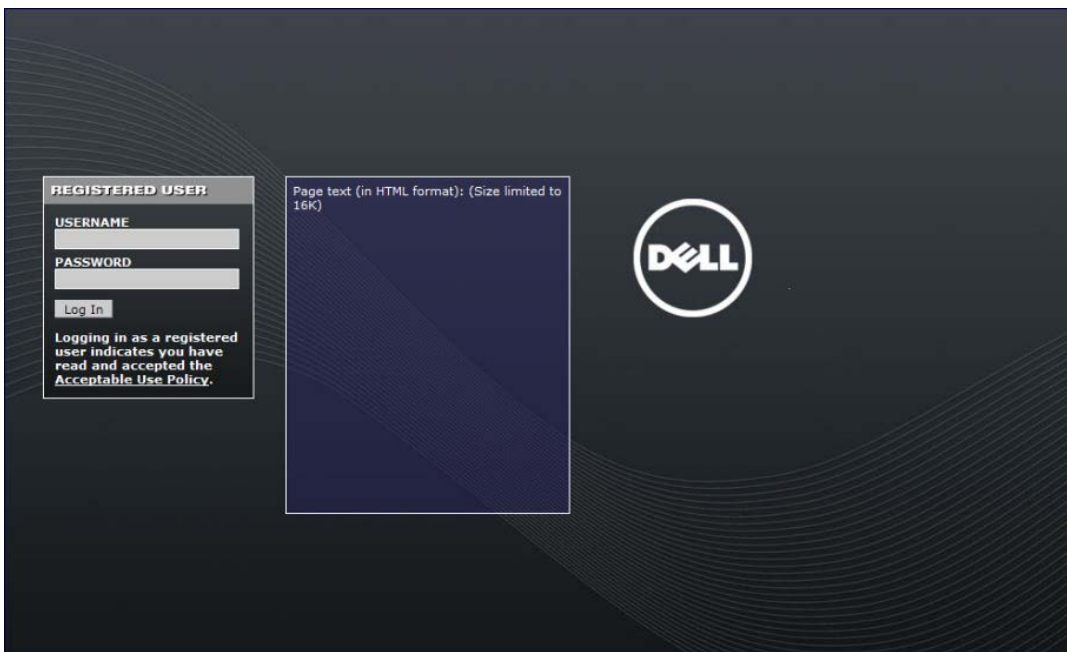 REGISTERED USER
USERNAME
PASSWORD
Log In
Logging in as a registered
user indicates you have
read and accepted the
Acceptable Use Policy.
Page text (in HTML format): (Size limited to
16K)
DELL